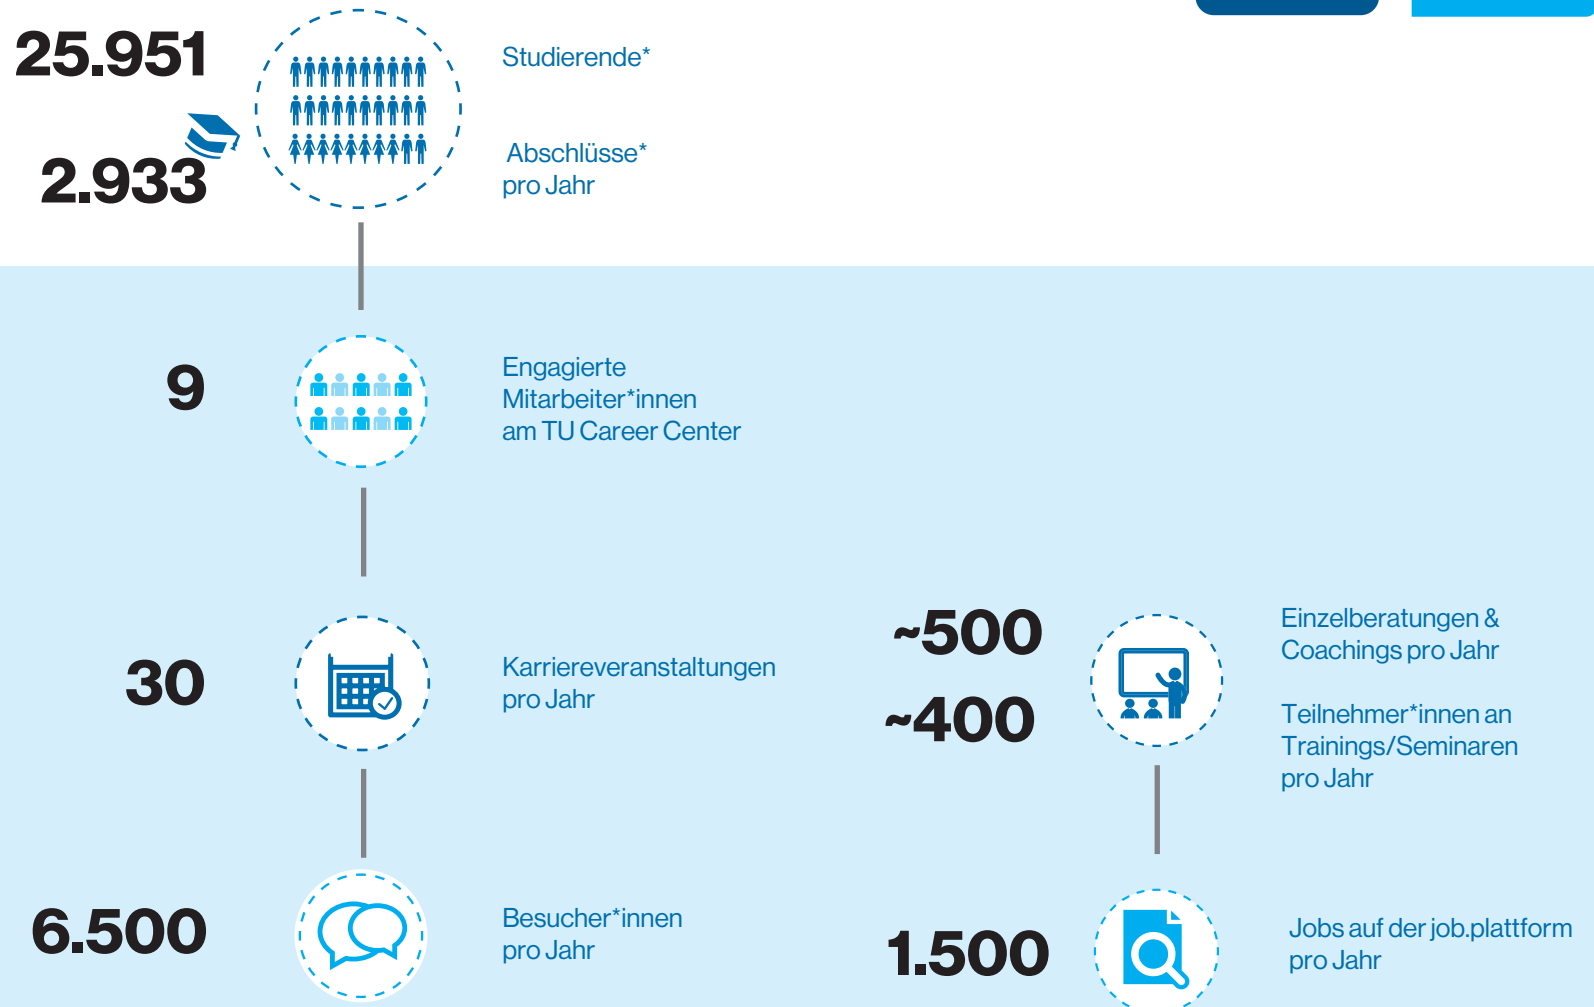 25.951
Studierende*
2.933
Abschlüsse*
pro Jahr
9
Engagierte
Mitarbeiter*innen
am TU Career Center
30
Karriereveranstaltungen
pro Jahr
6.500
Besucher*innen
pro Jahr
~500
Einzelberatungen &
Coachings pro Jahr
~400
Teilnehmer*innen an
Trainings/Seminaren
pro Jahr
1.500
Jobs auf der job.plattform
pro Jahr